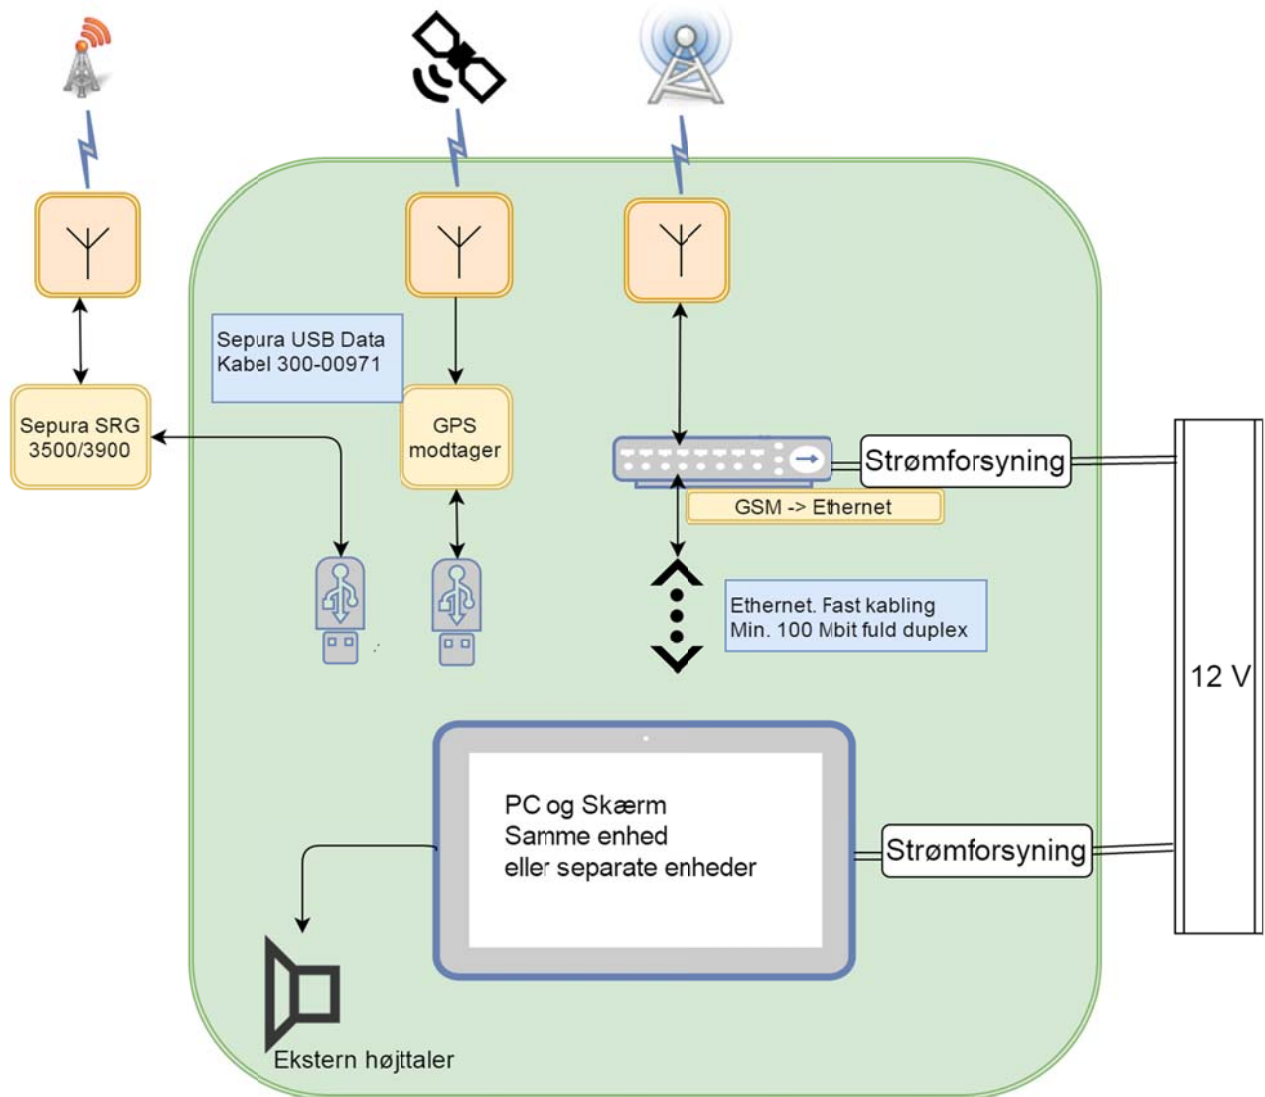 Sepura USB Data
Kabel 300-00971
Sepura SRG
3500/3900
GPS
modtager
Strømforsyning
GSM -> Ethernet
Ethernet. Fast kabling
Min. 100 Mbit fuld duplex
12 V
PC og Skærm
Samme enhed
eller separate enheder
Strømforsyning
Ekstern højttaler